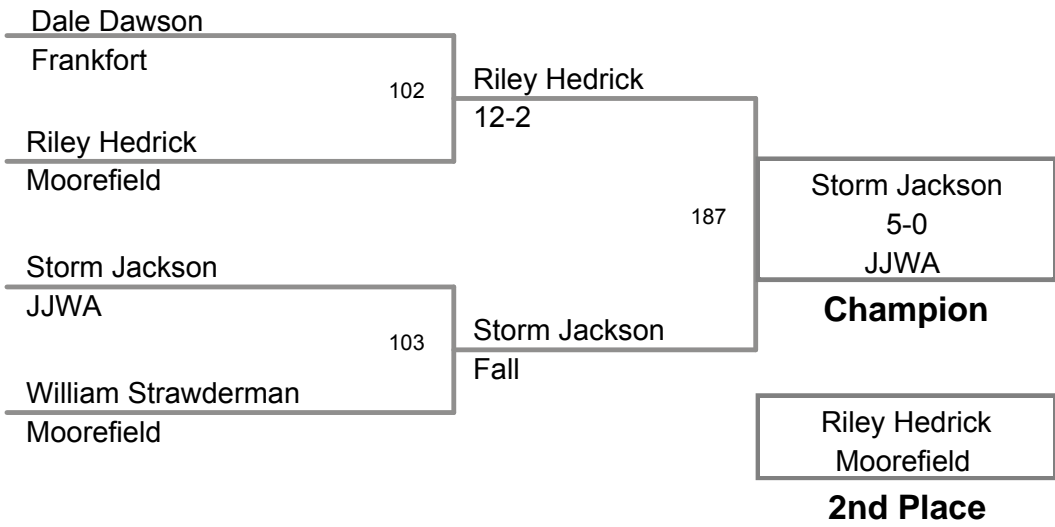 Dale Dawson
Frankfort
102
Riley Hedrick
12-2
Riley Hedrick
Moorefield
187
Storm Jackson
5-0
JJWA
Champion
Storm Jackson
JJWA
103
Storm Jackson
Fall
William Strawderman
Moorefield
Riley Hedrick
Moorefield
2nd Place